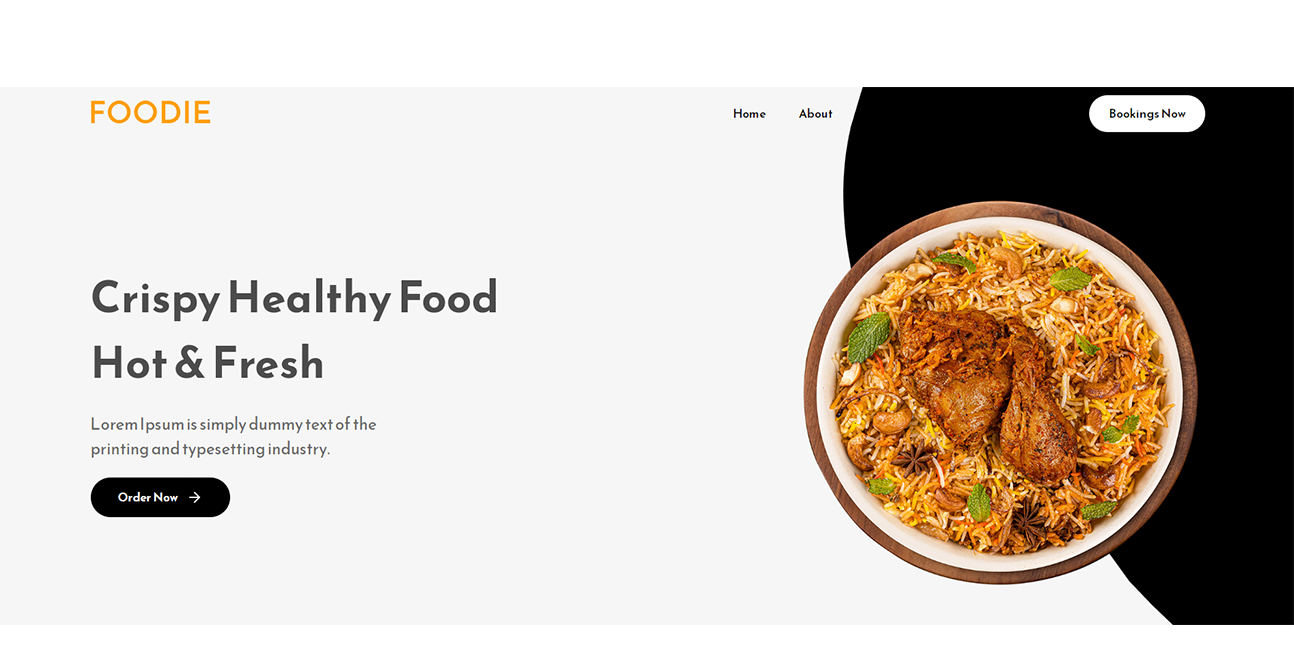 FOODIE
Home
About
Bookings Now
Crispy Healthy Food
Hot & Fresh
Lorem Ipsum is simply dummy text of the
printing and typesetting industry.
Order Now